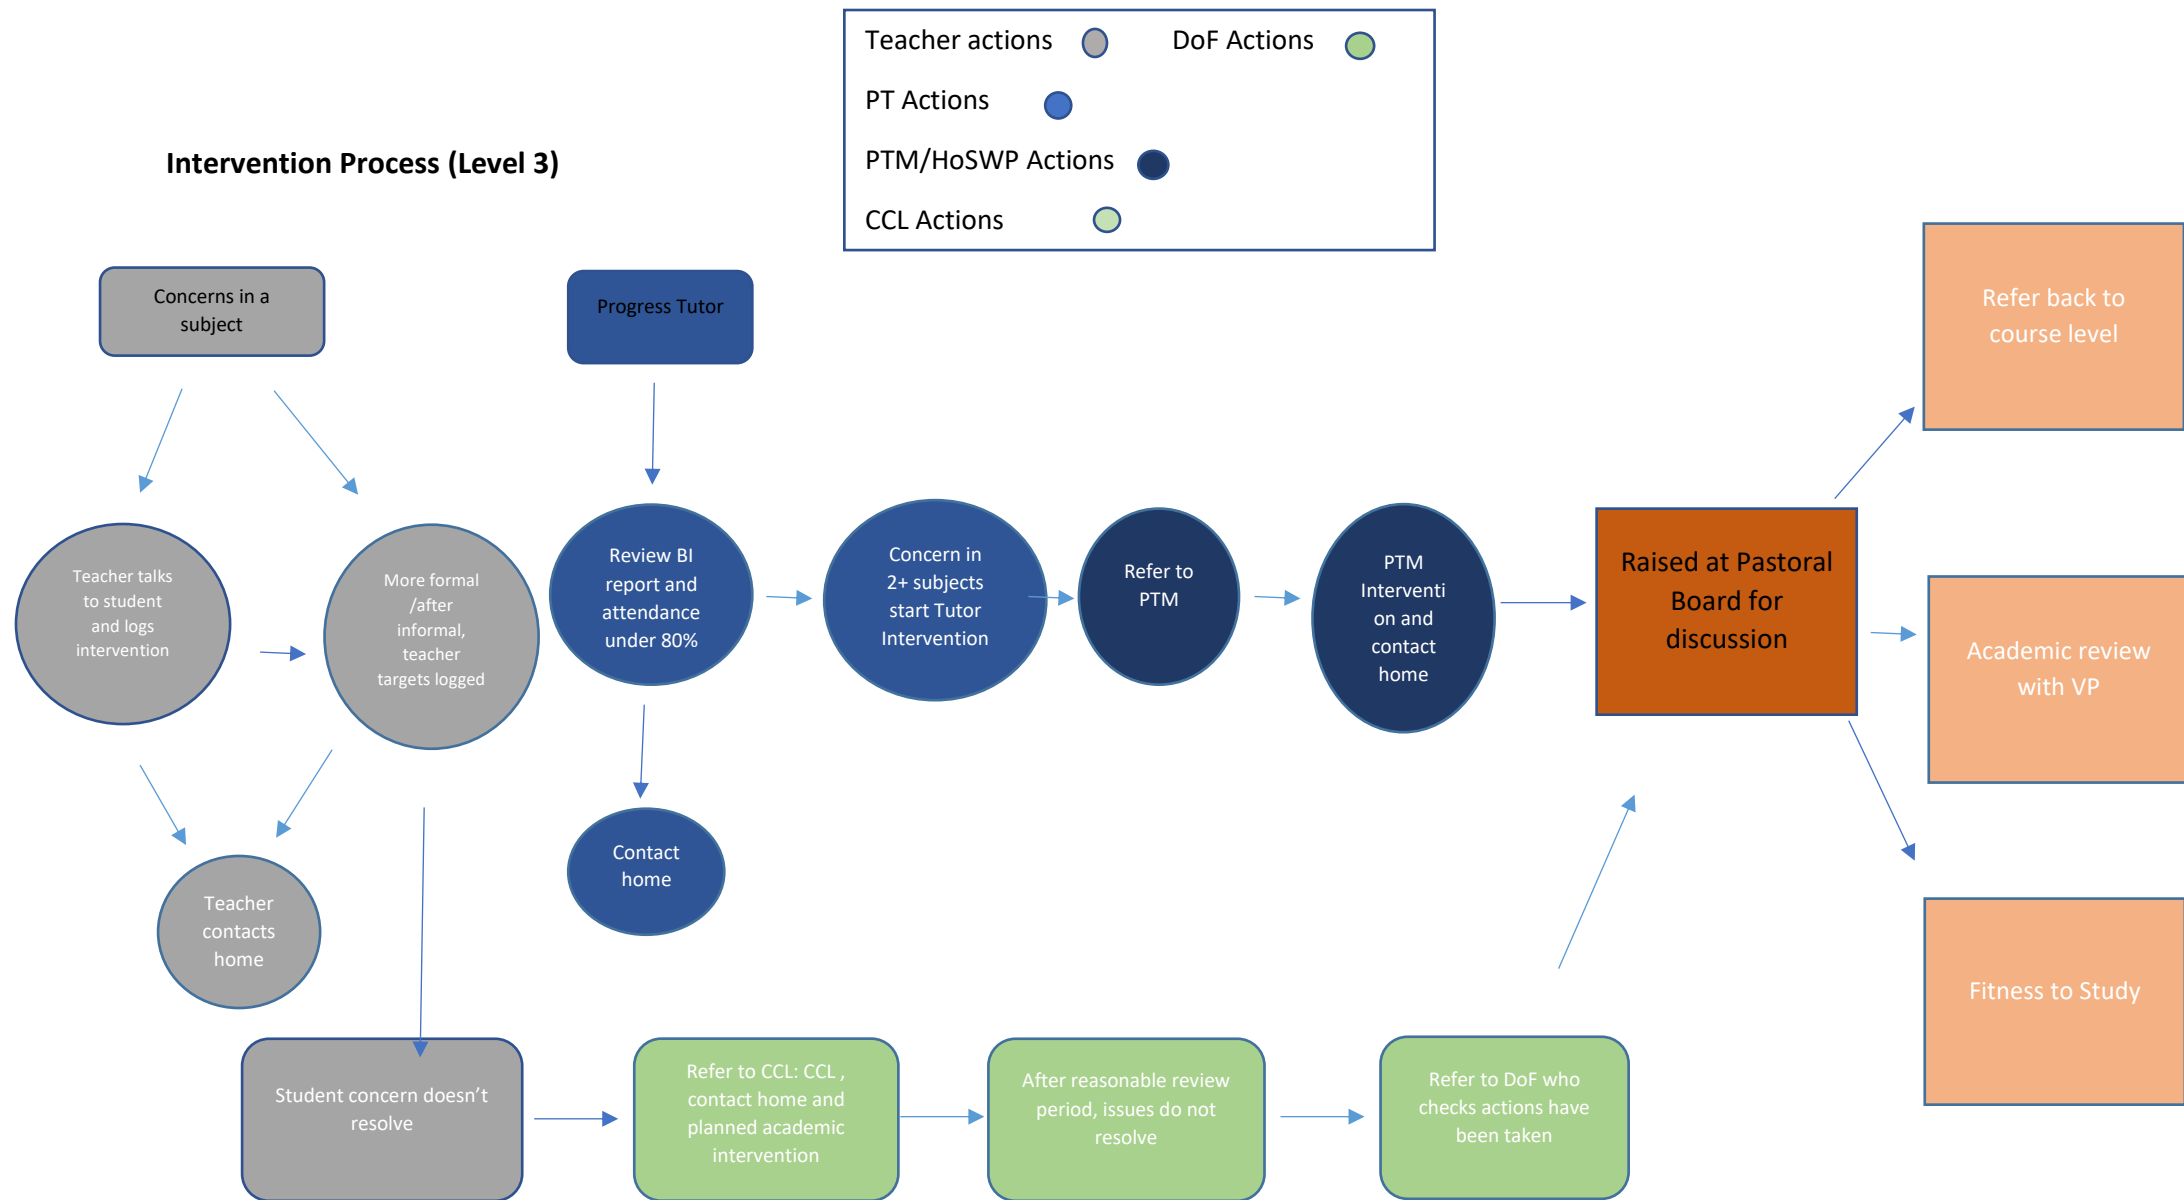 Teacher actions DoF Actions
PT Actions
PTM/HoSWP Actions
CCL Actions
Intervention Process (Level 3)
Concerns in a
subject
Progress Tutor
Refer back to
course level
Teacher talks
to student
and logs
intervention
More formal
/after
informal,
teacher
targets logged
Review BI
report and
attendance
under 80%
Concern in
2+ subjects
start Tutor
Intervention
Refer to
PTM
PTM
Interventi
on and
contact
home
Raised at Pastoral
Board for
discussion
Academic review
with VP
Contact
home
Teacher
contacts
home
Fitness to Study
Student concern doesn’t
resolve
Refer to CCL: CCL ,
contact home and
planned academic
intervention
After reasonable review
period, issues do not
resolve
Refer to DoF who
checks actions have
been taken